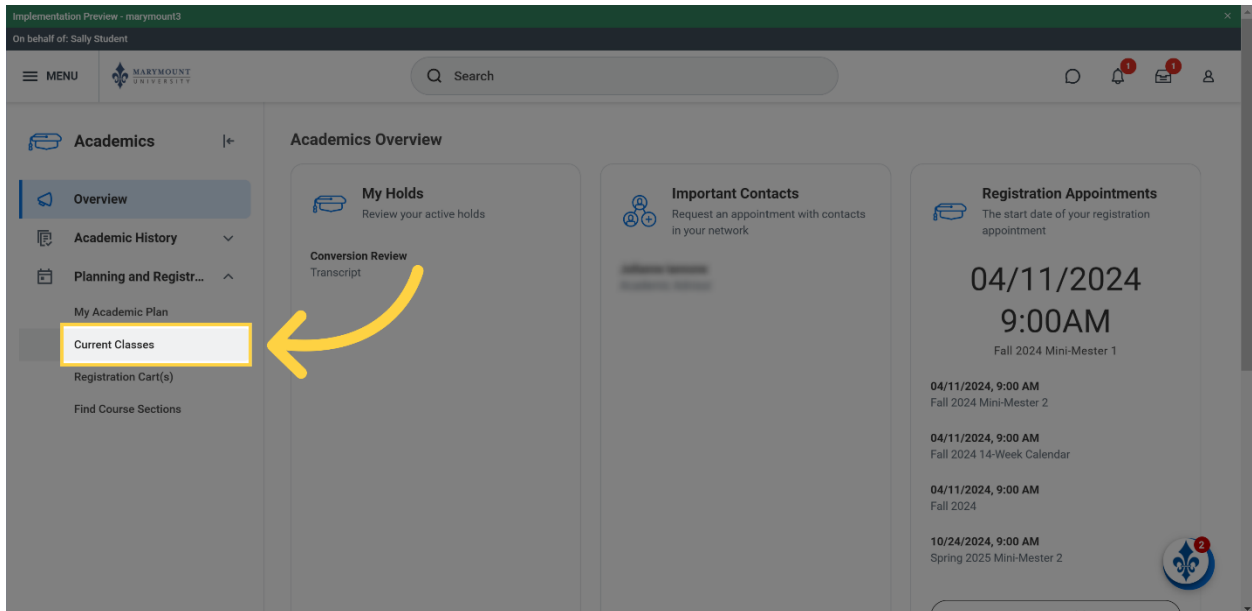 Implementation Preview - marymount3
On behalf of: Sally Student
MENU
MARYMOUNT
UNIVERSITY
Search
1
1
Academics
Overview
Academic History
Planning and Registr...
My Academic Plan
Current Classes
Registration Cart(s)
Find Course Sections
Academics Overview
My Holds
Review your active holds
Conversion Review
Transcript
Important Contacts
Request an appointment with contacts
in your network
Registration Appointments
The start date of your registration
appointment
04/11/2024
9:00AM
Fall 2024 Mini-Mester 1
04/11/2024, 9:00 AM
Fall 2024 Mini-Mester 2
04/11/2024, 9:00 AM
Fall 2024 14-Week Calendar
04/11/2024, 9:00 AM
Fall 2024
10/24/2024, 9:00 AM
Spring 2025 Mini-Mester 2
2